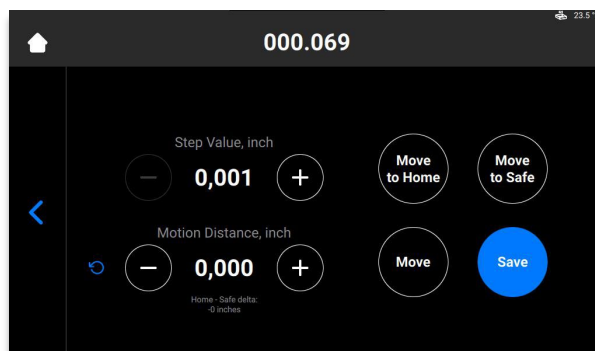 23.5 °
000.069
Step Value, inch
0,001
Move
to Home
Move
to Safe
Motion Distance, inch
0,000
Move
Save
Home - Safe delta:
-0 inches